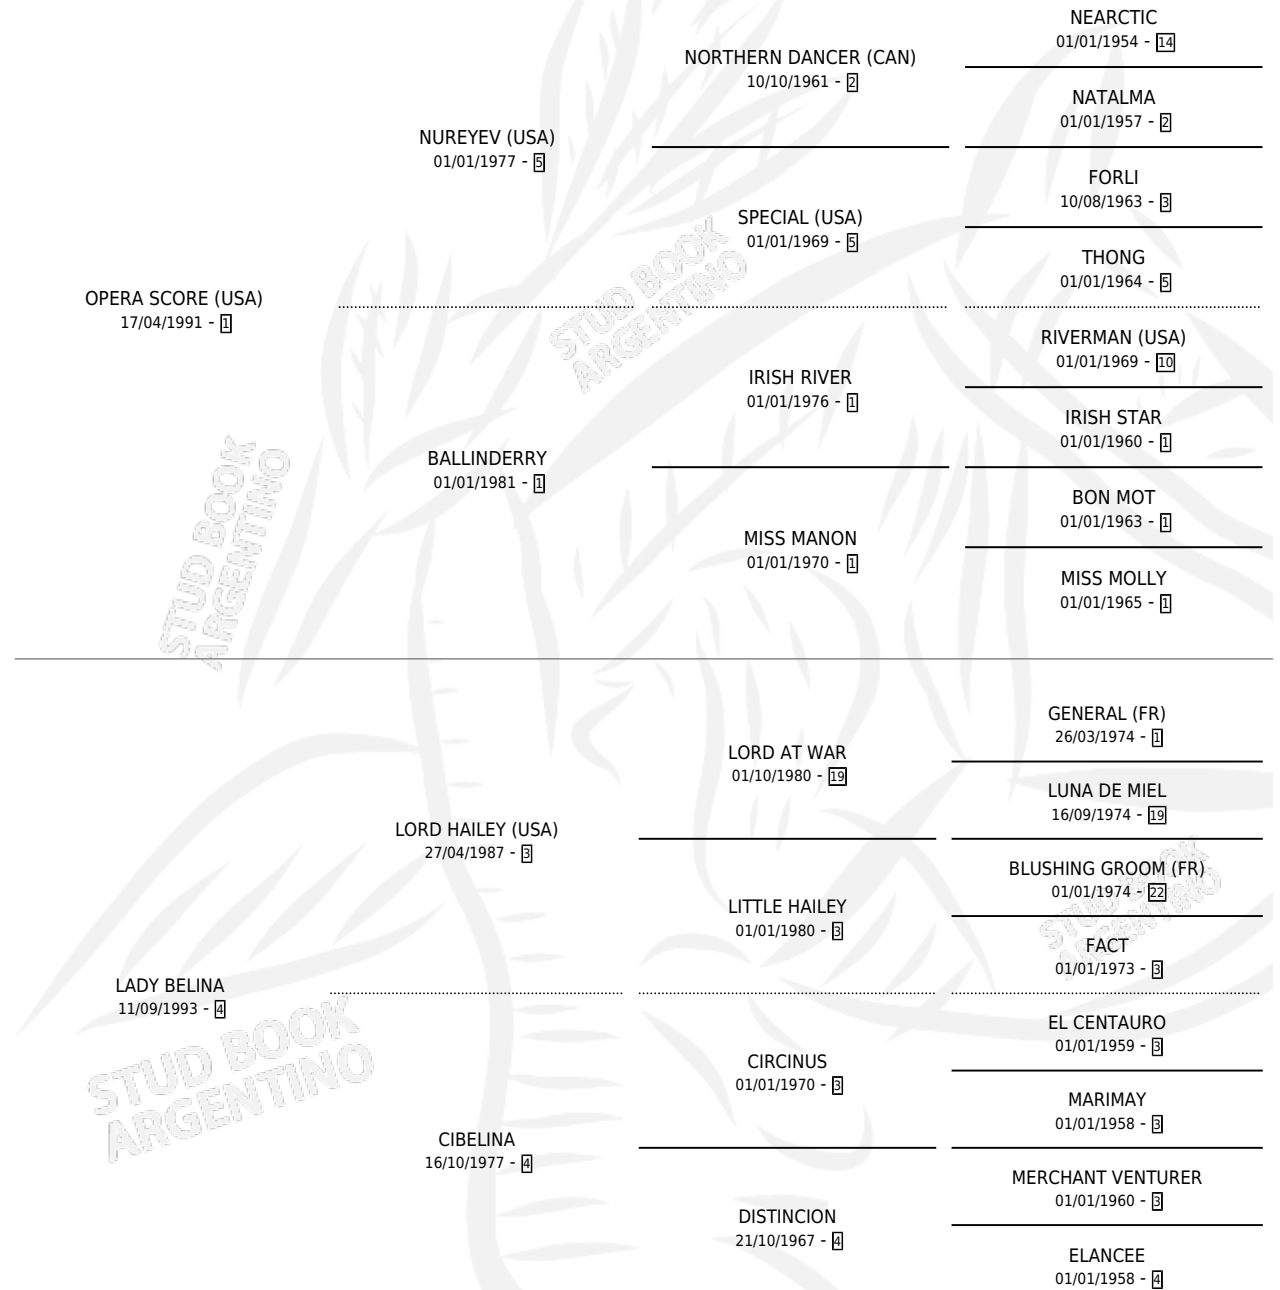 NEARCTIC
01/01/1954 - 14
NORTHERN DANCER (CAN)
10/10/1961 - 2
NATALMA
01/01/1957 - 2
NUREYEV (USA)
01/01/1977 - 5
FORLI
10/08/1963 - 3
SPECIAL (USA)
01/01/1969 - 5
THONG
01/01/1964 - 5
OPERA SCORE (USA)
17/04/1991 - 1
RIVERMAN (USA)
01/01/1969 - 10
IRISH RIVER
01/01/1976 - 1
IRISH STAR
01/01/1960 - 1
BALLINDERRY
01/01/1981 - 1
BON MOT
01/01/1963 - 1
MISS MANON
01/01/1970 - 1
MISS MOLLY
01/01/1965 - 1
GENERAL (FR)
26/03/1974 - 1
LORD AT WAR
01/10/1980 - 19
LUNA DE MIEL
16/09/1974 - 19
LORD HAILEY (USA)
27/04/1987 - 3
BLUSHING GROOM (FR)
01/01/1974 - 22
LITTLE HAILEY
01/01/1980 - 3
FACT
01/01/1973 - 3
LADY BELINA
11/09/1993 - 4
EL CENTAURO
01/01/1959 - 3
CIRCINUS
01/01/1970 - 3
MARIMAY
01/01/1958 - 3
CIBELINA
16/10/1977 - 4
MERCHANT VENTURER
01/01/1960 - 3
DISTINCION
21/10/1967 - 4
ELANCEE
01/01/1958 - 4
STUD BOOK
ARGENTINO
STUD BOOK
ARGENTINO
STUD BOOK
ARGENTINO
STUD BOOK
ARGENTINO